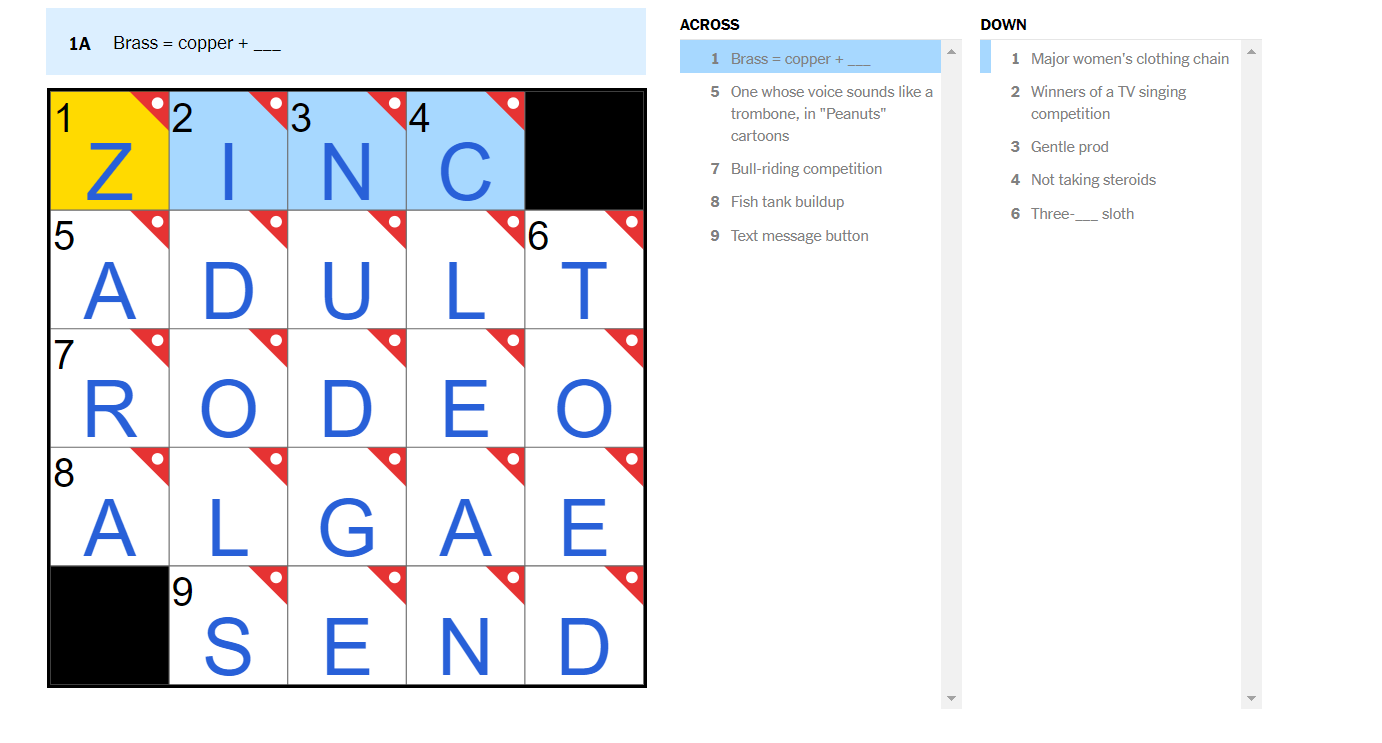 1A Brass = copper + ___
1 2 3 4
Z I N C
5 6
A D U L T
7
R O D E O
8
A L G A E
9
S E N D
ACROSS
1 Brass = copper + ___
5 One whose voice sounds like a
trombone, in "Peanuts"
cartoons
7 Bull-riding competition
8 Fish tank buildup
9 Text message button
DOWN
1 Major women's clothing chain
2 Winners of a TV singing
competition
3 Gentle prod
4 Not taking steroids
6 Three-___ sloth